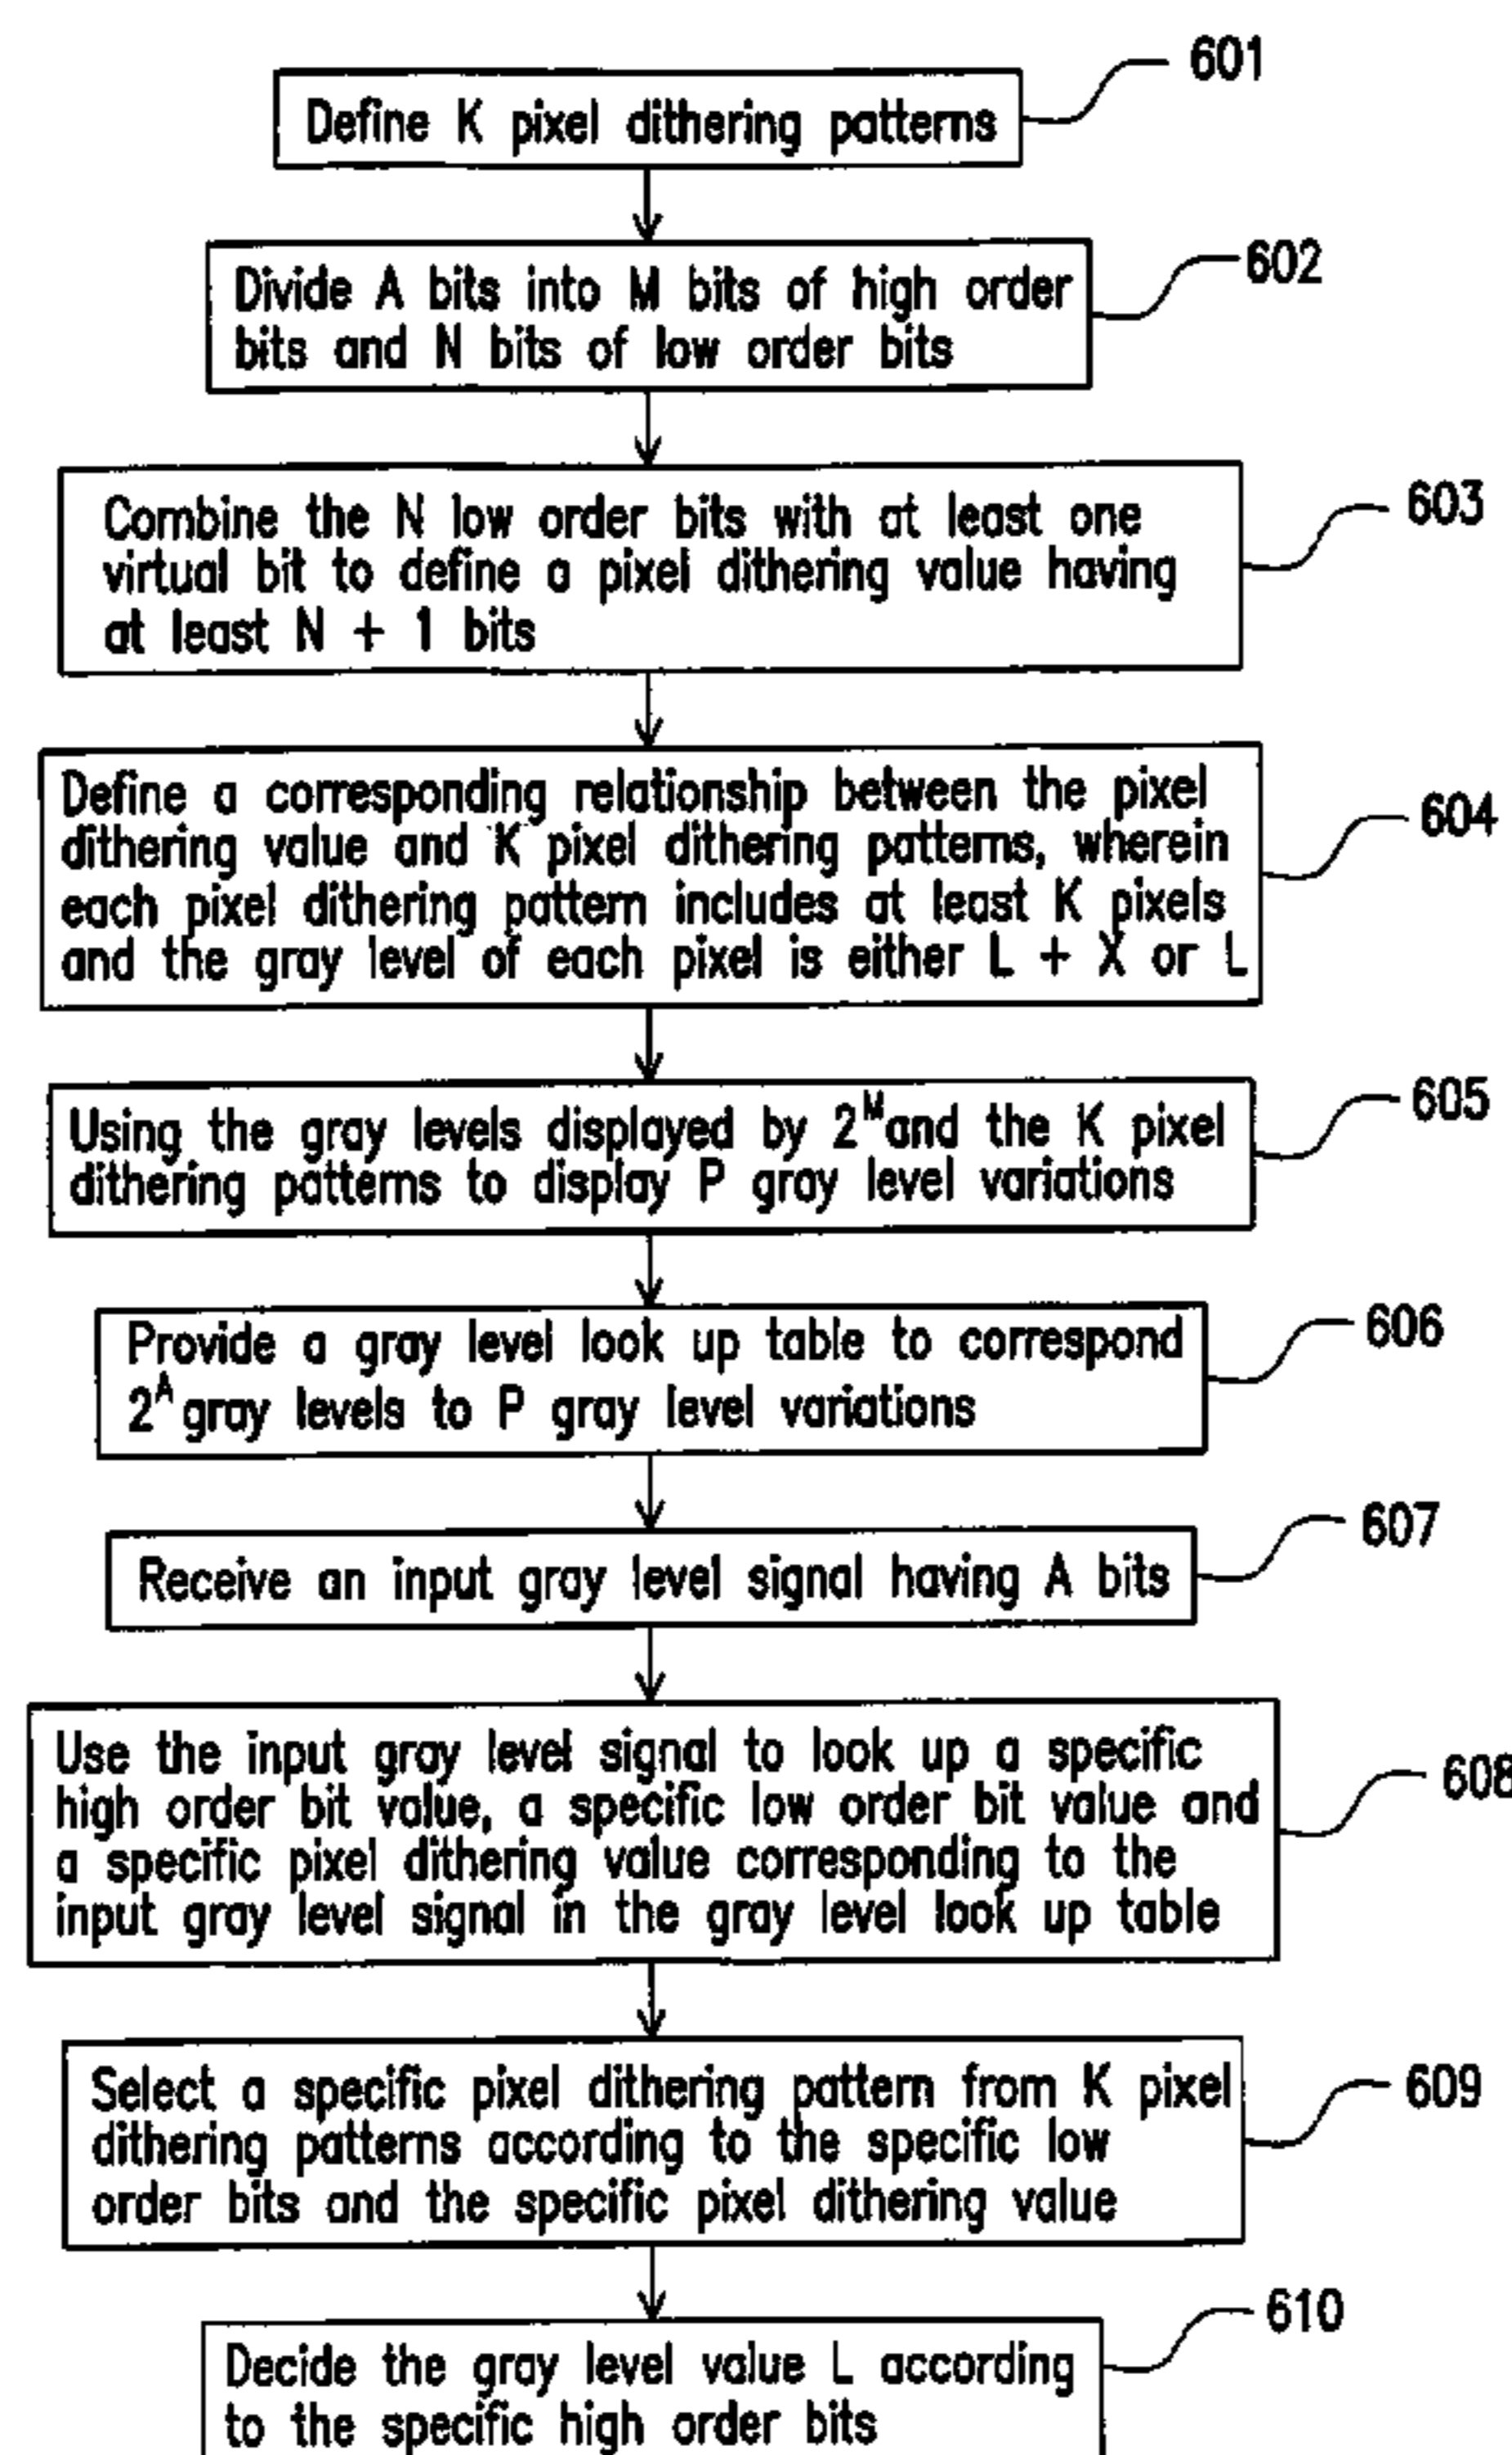 601
Define K pixel dithering patterns
602
Divide A bits into M bits of high order
bits and N bits of low order bits
603
Combine the N low order bits with at least one
virtual bit to define a pixel dithering value having
at least N + 1 bits
604
Define a corresponding relationship between the pixel
dithering value and K pixel dithering patterns, wherein
each pixel dithering pattern includes at least K pixels
and the gray level of each pixel is either L + X or L
605
Using the gray levels displayed by 2^M and the K pixel
dithering patterns to display P gray level variations
606
Provide a gray level look up table to correspond
2^A gray levels to P gray level variations
607
Receive an input gray level signal having A bits
608
Use the input gray level signal to look up a specific
high order bit value, a specific low order bit value and
a specific pixel dithering value corresponding to the
input gray level signal in the gray level look up table
609
Select a specific pixel dithering pattern from K pixel
dithering patterns according to the specific low
order bits and the specific pixel dithering value
610
Decide the gray level value L according
to the specific high order bits